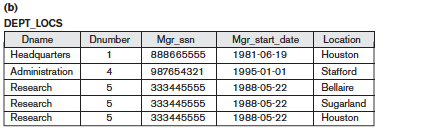 (b)
DEPT_LOCS
Dname Dnumber Mgr_ssn Mgr_start_date Location
Headquarters 1 888665555 1981-06-19 Houston
Administration 4 987654321 1995-01-01 Stafford
Research 5 333445555 1988-05-22 Bellaire
Research 5 333445555 1988-05-22 Sugarland
Research 5 333445555 1988-05-22 Houston